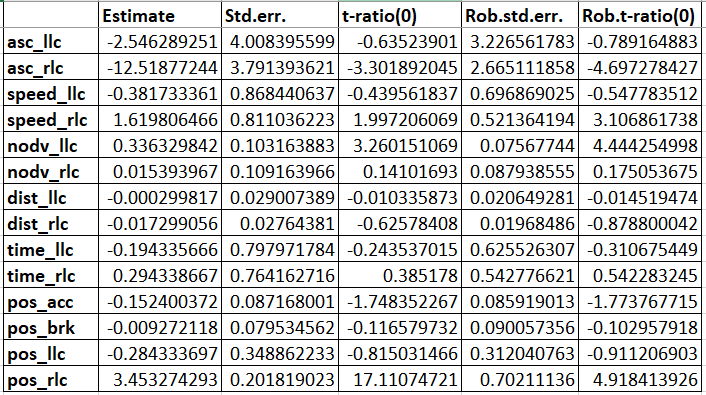 Estimate Std.err. t-ratio(0) Rob.std.err. Rob.t-ratio(0)
asc_llc -2.546289251 4.008395599 -0.63523901 3.226561783 -0.789164883
asc_rlc -12.51877244 3.791393621 -3.301892045 2.665111858 -4.697278427
speed_llc -0.381733361 0.868440637 -0.439561837 0.696869025 -0.547783512
speed_rlc 1.619806466 0.811036223 1.997206069 0.521364194 3.106861738
nodv_llc 0.336329842 0.103163883 3.260151069 0.07567744 4.444254998
nodv_rlc 0.015393967 0.109163966 0.14101693 0.087938555 0.175053675
dist_llc -0.000299817 0.029007389 -0.010335873 0.020649281 -0.014519474
dist_rlc -0.017299056 0.02764381 -0.62578408 0.01968486 -0.878800042
time_llc -0.194335666 0.797971784 -0.243537015 0.625526307 -0.310675449
time_rlc 0.294338667 0.764162716 0.385178 0.542776621 0.542283245
pos_acc -0.152400372 0.087168001 -1.748352267 0.085919013 -1.773767715
pos_brk -0.009272118 0.079534562 -0.116579732 0.090057356 -0.102957918
pos_llc -0.284333697 0.348862233 -0.815031466 0.312040763 -0.911206903
pos_rlc 3.453274293 0.201819023 17.11074721 0.70211136 4.918413926